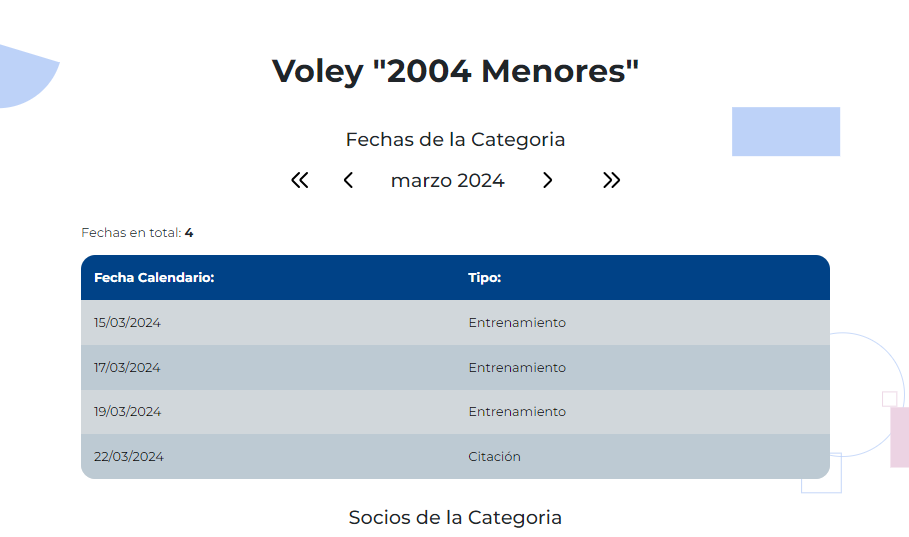 Voley "2004 Menores"
Fechas de la Categoria
marzo 2024
Fechas en total: 4
Fecha Calendario: Tipo:
15/03/2024 Entrenamiento
17/03/2024 Entrenamiento
19/03/2024 Entrenamiento
22/03/2024 Citación
Socios de la Categoria